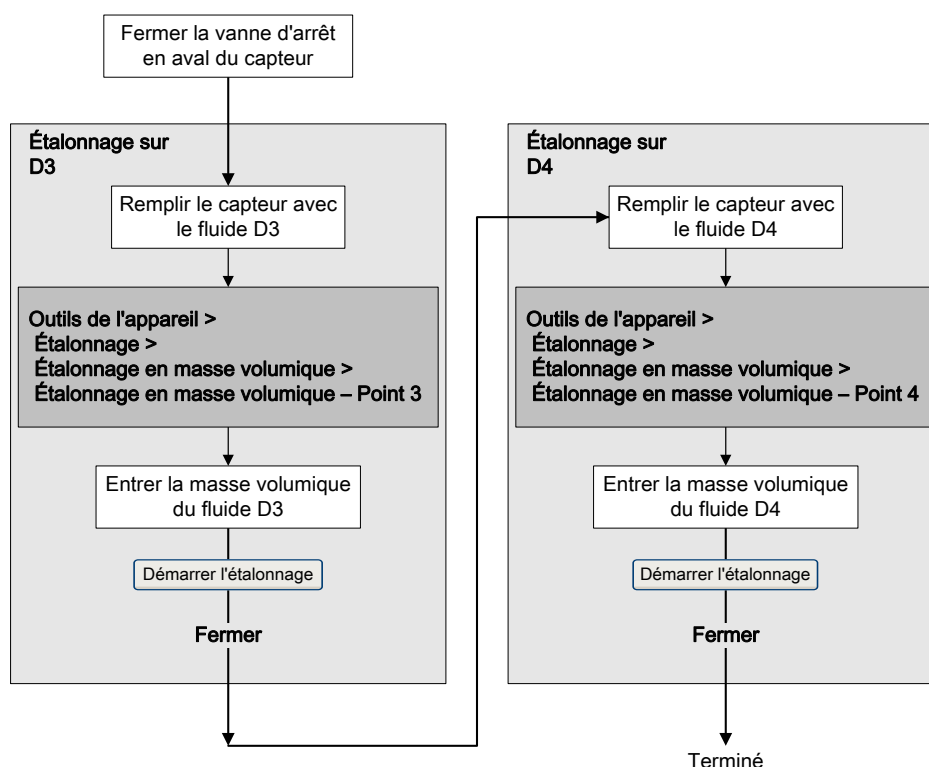 Fermer la vanne d'arrêt
en aval du capteur
Étalonnage sur
D3
Remplir le capteur avec
le fluide D3
Outils de l'appareil >
Étalonnage >
Étalonnage en masse volumique >
Étalonnage en masse volumique – Point 3
Entrer la masse volumique
du fluide D3
Démarrer l'étalonnage
Fermer
Étalonnage sur
D4
Remplir le capteur avec
le fluide D4
Outils de l'appareil >
Étalonnage >
Étalonnage en masse volumique >
Étalonnage en masse volumique – Point 4
Entrer la masse volumique
du fluide D4
Démarrer l'étalonnage
Fermer
Terminé